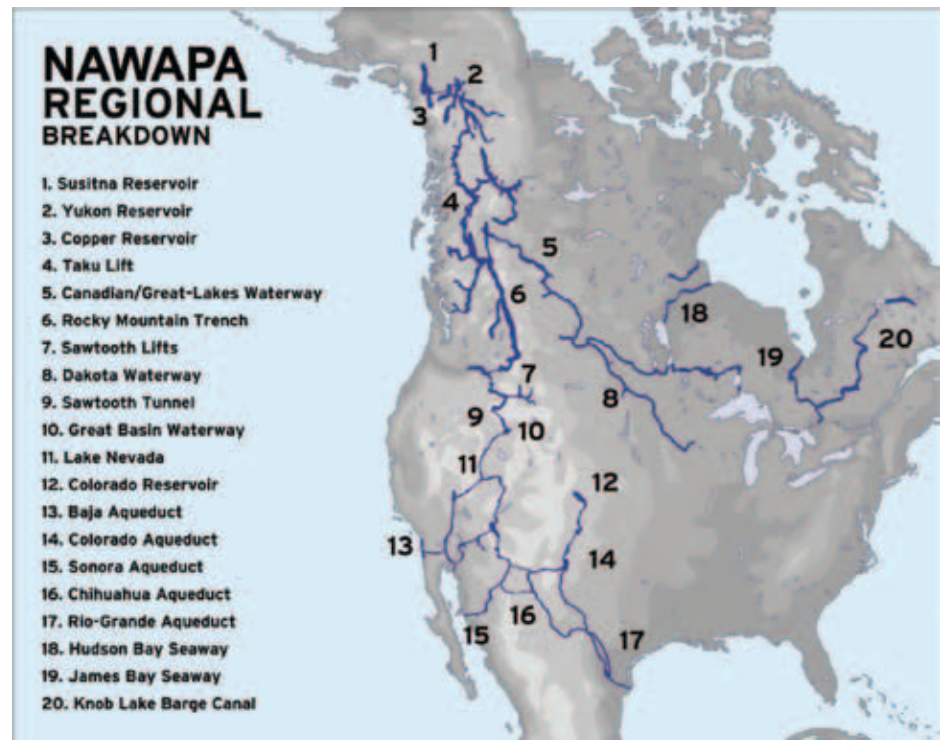 NAWAPA
REGIONAL
BREAKDOWN
1. Susitna Reservoir
2. Yukon Reservoir
3. Copper Reservoir
4. Taku Lift
5. Canadian/Great-Lakes Waterway
6. Rocky Mountain Trench
7. Sawtooth Lifts
8. Dakota Waterway
9. Sawtooth Tunnel
10. Great Basin Waterway
11. Lake Nevada
12. Colorado Reservoir
13. Baja Aqueduct
14. Colorado Aqueduct
15. Sonora Aqueduct
16. Chihuahua Aqueduct
17. Rio-Grande Aqueduct
18. Hudson Bay Seaway
19. James Bay Seaway
20. Knob Lake Barge Canal
1
2
3
4
5
6
18
19
20
7
8
9
10
11
12
13
14
15
16
17